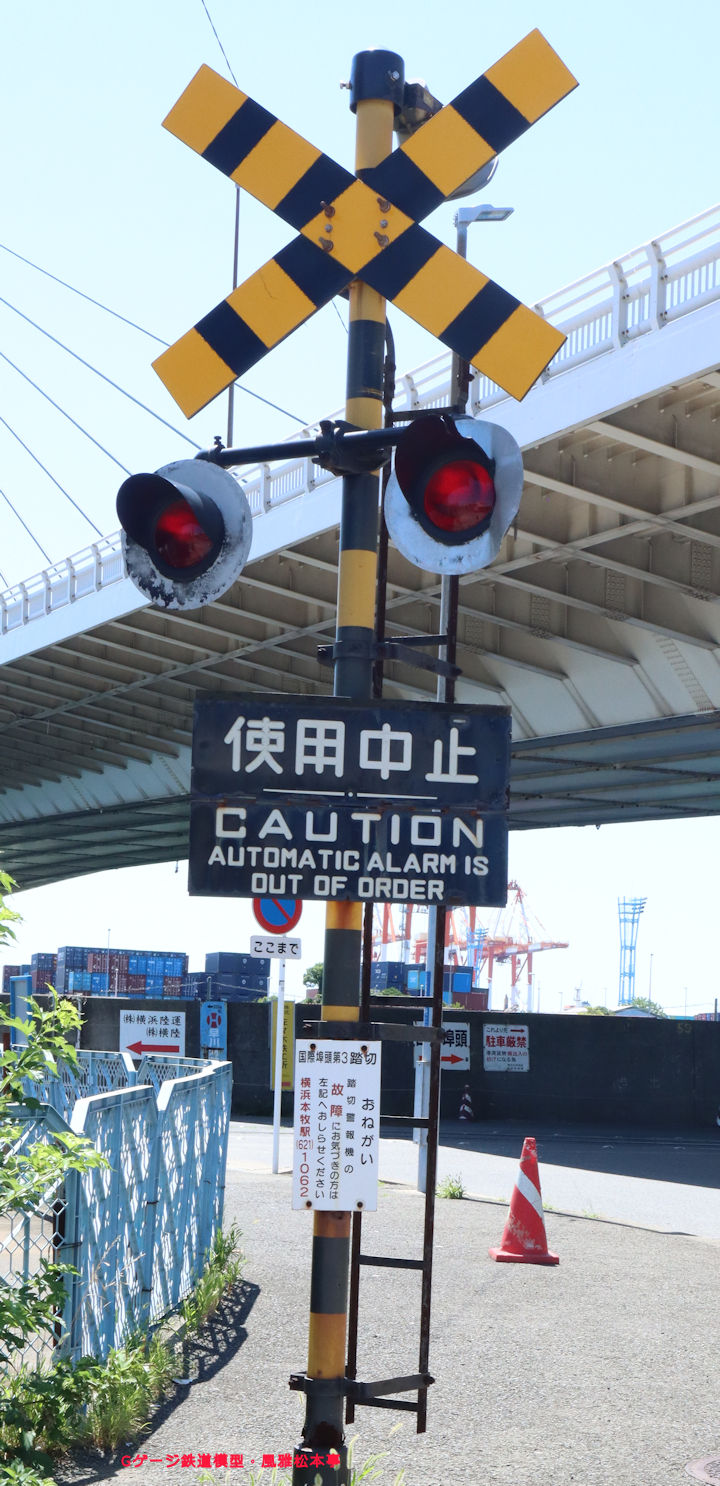 使用中止
CAUTION
AUTOMATIC ALARM IS
OUT OF ORDER
ここまで
㈱横浜陸運
㈱横陸
埠頭
駐車厳禁
国際埠頭第3踏切
おねがい
踏切警報機の
故障にお気づきの方は
左記へおしらせください
横浜本牧駅(621)1062
59
Gゲージ鉄道模型・風雅松本亭